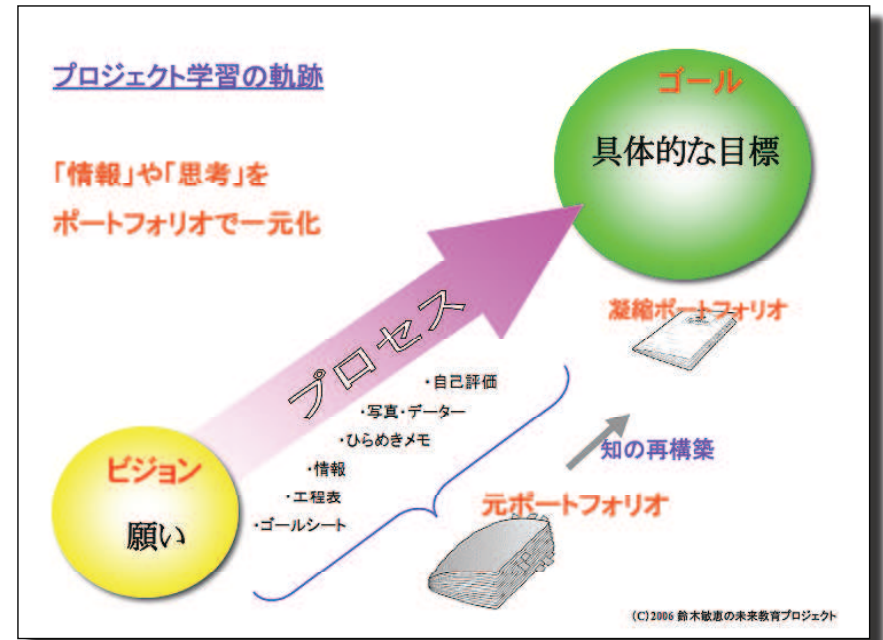 プロジェクト学習の軌跡
「情報」や「思考」を
ポートフォリオで一元化
ゴール
具体的な目標
プロセス
凝縮ポートフォリオ
・自己評価
・写真・データー
・ひらめきメモ
・情報
・工程表
・ゴールシート
知の再構築
元ポートフォリオ
ビジョン
願い
(C)2006 鈴木敏恵の未来教育プロジェクト